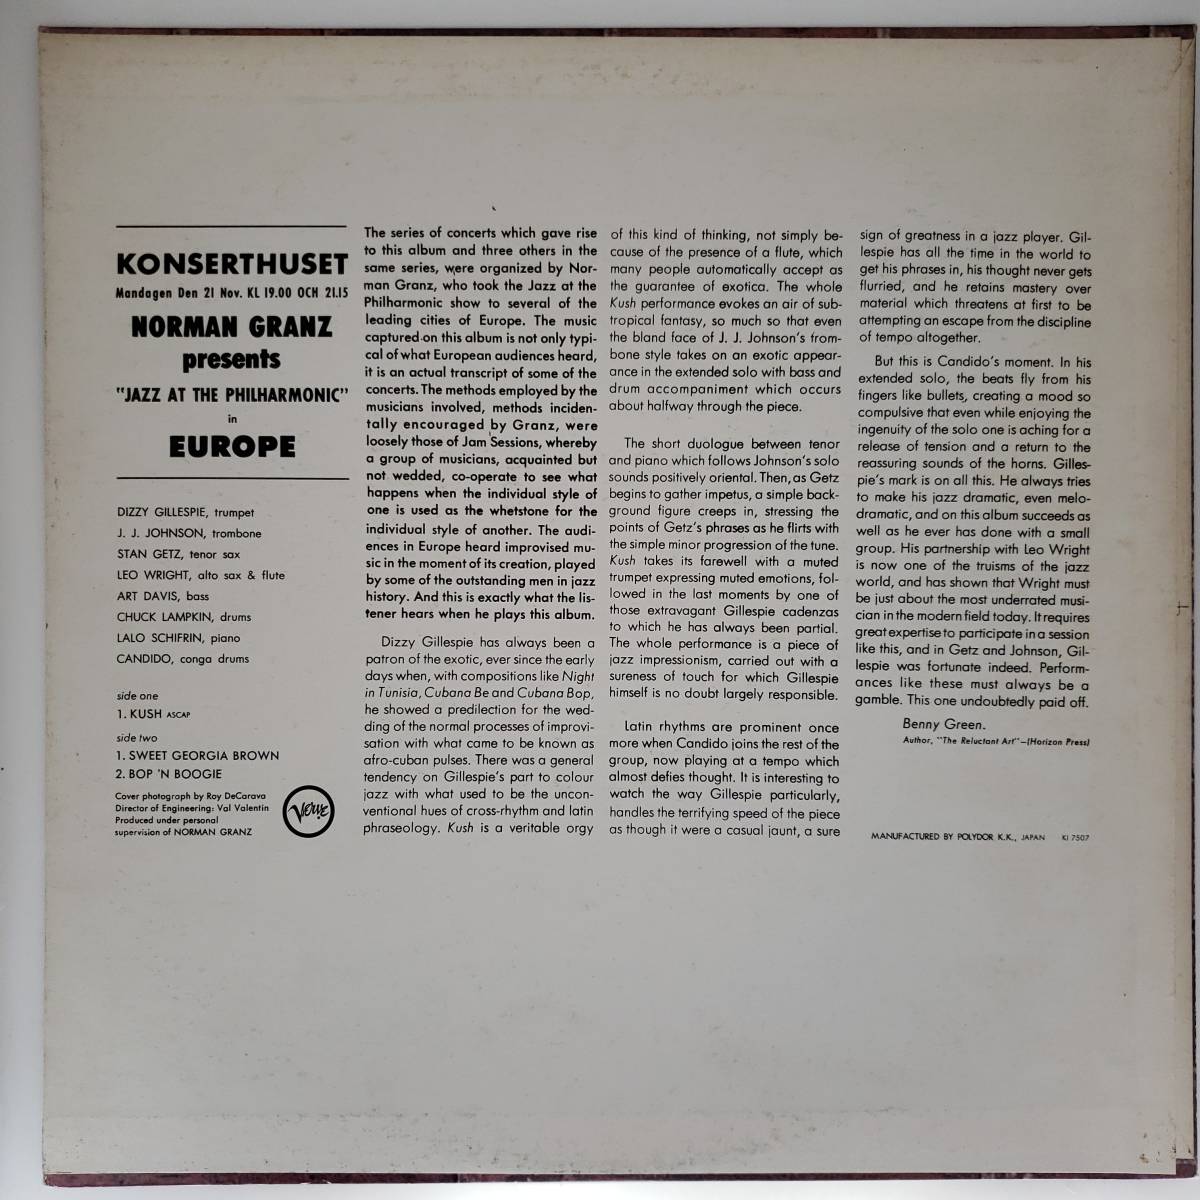 KONSERTHUSET
Mandagen Den 21 Nov. KL 19.00 OCH 21.15
NORMAN GRANZ
presents
"JAZZ AT THE PHILHARMONIC"
in
EUROPE
DIZZY GILLESPIE, trumpet
J. J. JOHNSON, trombone
STAN GETZ, tenor sax
LEO WRIGHT, alto sax & flute
ART DAVIS, bass
CHUCK LAMPKIN, drums
LALO SCHIFRIN, piano
CANDIDO, conga drums
side one
1. KUSH ASCAP
side two
1. SWEET GEORGIA BROWN
2. BOP 'N BOOGIE
Cover photograph by Roy DeCarava
Director of Engineering: Val Valentin
Produced under personal
supervision of NORMAN GRANZ
Verve
The series of concerts which gave rise
to this album and three others in the
same series, were organized by Nor-
man Granz, who took the Jazz at the
Philharmonic show to several of the
leading cities of Europe. The music
captured on this album is not only typi-
cal of what European audiences heard,
it is an actual transcript of some of the
concerts. The methods employed by the
musicians involved, methods inciden-
tally encouraged by Granz, were
loosely those of Jam Sessions, whereby
a group of musicians, acquainted but
not wedded, co-operate to see what
happens when the individual style of
one is used as the whetstone for the
individual style of another. The audi-
ences in Europe heard improvised mu-
sic in the moment of its creation, played
by some of the outstanding men in jazz
history. And this is exactly what the lis-
tener hears when he plays this album.
Dizzy Gillespie has always been a
patron of the exotic, ever since the early
days when, with compositions like Night
in Tunisia, Cubana Be and Cubana Bop,
he showed a predilection for the wed-
ding of the normal processes of improvi-
sation with what came to be known as
afro-cuban pulses. There was a general
tendency on Gillespie's part to colour
jazz with what used to be the uncon-
ventional hues of cross-rhythm and latin
phraseology. Kush is a veritable orgy
of this kind of thinking, not simply be-
cause of the presence of a flute, which
many people automatically accept as
the guarantee of exotica. The whole
Kush performance evokes an air of sub-
tropical fantasy, so much so that even
the bland face of J. J. Johnson's from-
bone style takes on an exotic appear-
ance in the extended solo with bass and
drum accompaniment which occurs
about halfway through the piece.
The short duologue between tenor
and piano which follows Johnson's solo
sounds positively oriental. Then, as Getz
begins to gather impetus, a simple back-
ground figure creeps in, stressing the
points of Getz's phrases as he flirts with
the simple minor progression of the tune.
Kush takes its farewell with a muted
trumpet expressing muted emotions, fol-
lowed in the last moments by one of
those extravagant Gillespie cadenzas
to which he has always been partial.
The whole performance is a piece of
jazz impressionism, carried out with a
sureness of touch for which Gillespie
himself is no doubt largely responsible.
Latin rhythms are prominent once
more when Candido joins the rest of the
group, now playing at a tempo which
almost defies thought. It is interesting to
watch the way Gillespie particularly,
handles the terrifying speed of the piece
as though it were a casual jaunt, a sure
sign of greatness in a jazz player. Gil-
lespie has all the time in the world to
get his phrases in, his thought never gets
flurried, and he retains mastery over
material which threatens at first to be
attempting an escape from the discipline
of tempo altogether.
But this is Candido's moment. In his
extended solo, the beats fly from his
fingers like bullets, creating a mood so
compulsive that even while enjoying the
ingenuity of the solo one is aching for a
release of tension and a return to the
reassuring sounds of the horns. Gilles-
pie's mark is on all this. He always tries
to make his jazz dramatic, even melo-
dramatic, and on this album succeeds as
well as he ever has done with a small
group. His partnership with Leo Wright
is now one of the truisms of the jazz
world, and has shown that Wright must
be just about the most underrated musi-
cian in the modern field today. It requires
great expertise to participate in a session
like this, and in Getz and Johnson, Gil-
lespie was fortunate indeed. Perform-
ances like these must always be a
gamble. This one undoubtedly paid off.
Benny Green.
Author, "The Reluctant Art"—(Horizon Press)
MANUFACTURED BY POLYDOR K.K., JAPAN KI 7507